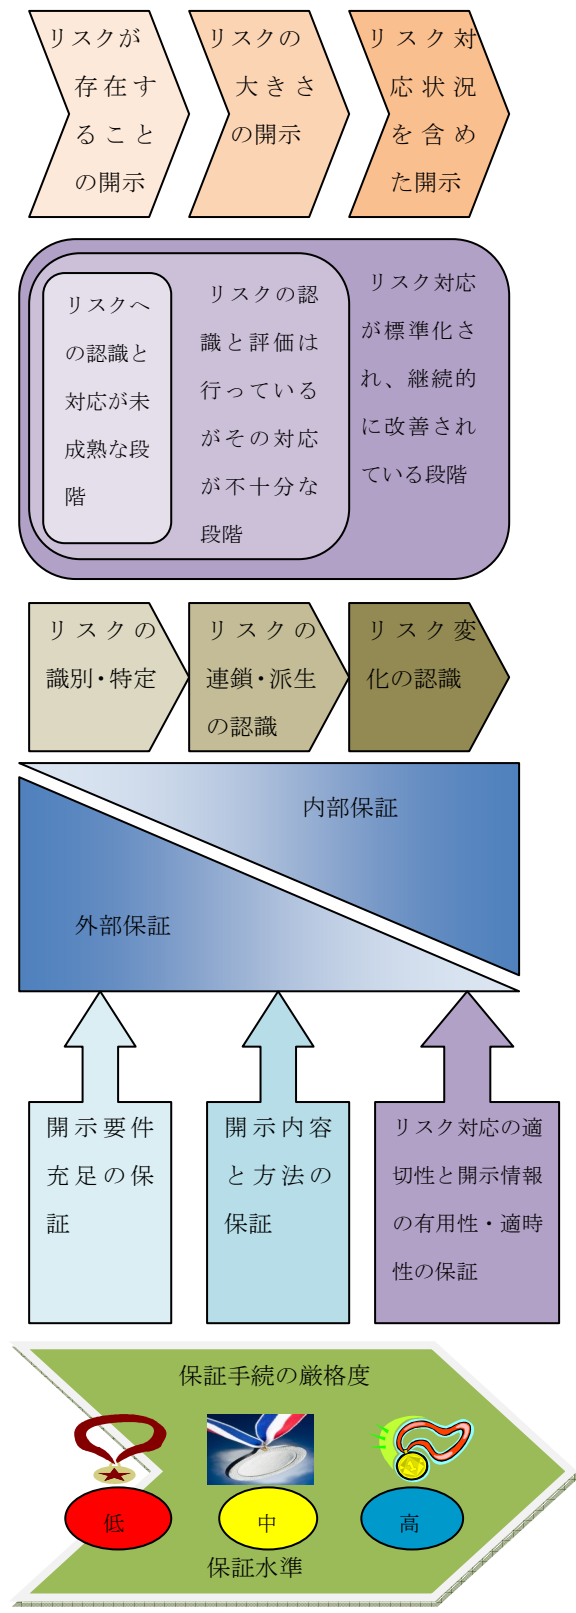 リスクが
存在す
ること
の開示
リスクの
大きさ
の開示
リスク対
応状況
を含め
た開示
リスクへ
の認識と
対応が未
成熟な段
階
リスクの認
識と評価は
行っている
がその対応
が不十分な
段階
リスク対応
が標準化さ
れ、継続的
に改善され
ている段階
リスクの
識別・特定
リスクの
連鎖・派生
の認識
リスク変
化の認識
内部保証
外部保証
開示要件
充足の保
証
開示内容
と方法の
保証
リスク対応の適
切性と開示情報
の有用性・適時
性の保証
保証手続の厳格度
低
中
高
保証水準